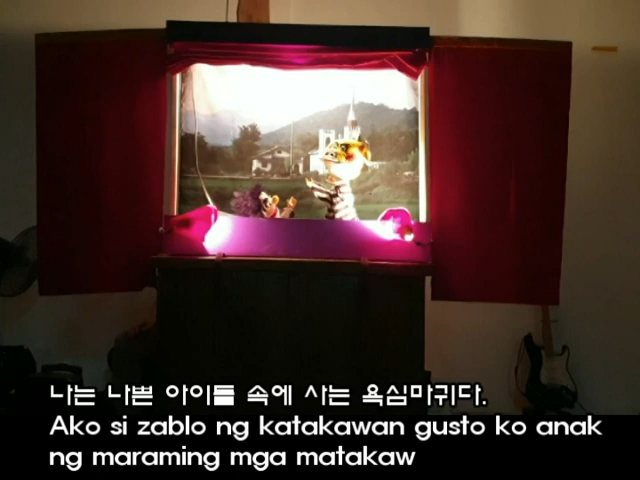 나는 나쁜 아이들 속에 사는 욕심마귀다.
Ako si zablo ng katakawan gusto ko anak
ng maraming mga matakaw